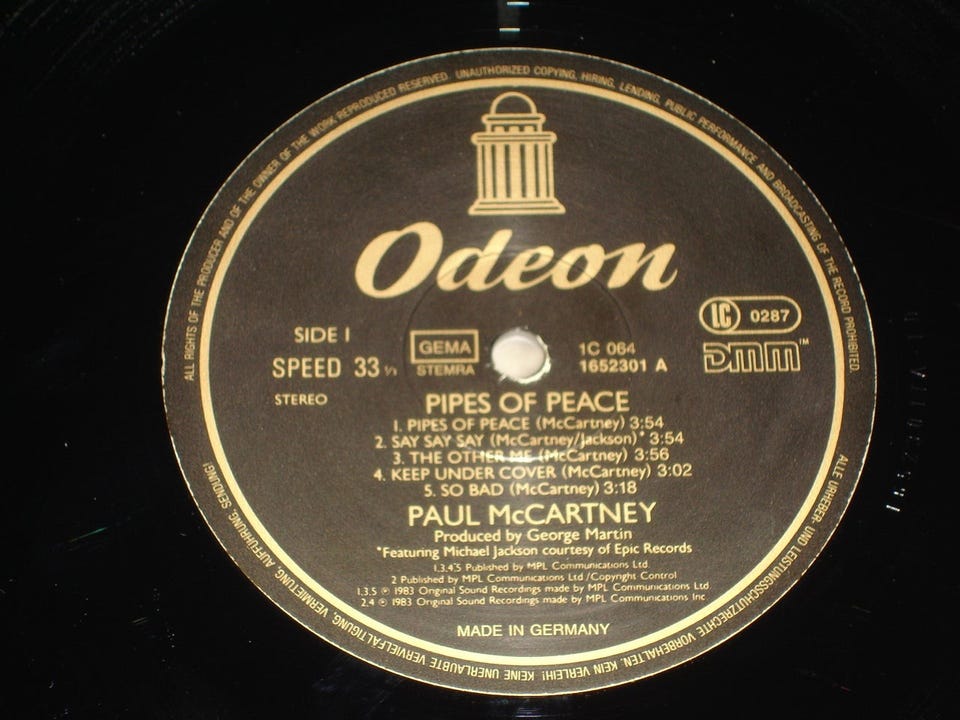 ALL RIGHTS OF THE PRODUCER AND OF THE OWNER OF THE WORK REPRODUCED RESERVED. UNAUTHORIZED COPYING, HIRING, LENDING, PUBLIC PERFORMANCE AND BROADCASTING OF THE RECORD PROHIBITED.
Odeon
LC 0287
SIDE 1
GEMA
STEMRA
1C 064
DMM™
SPEED 33 ⅓
1652301 A
STEREO
PIPES OF PEACE
1. PIPES OF PEACE (McCartney) 3:54
2. SAY SAY SAY (McCartney/Jackson)* 3:54
3. THE OTHER ME (McCartney) 3:56
4. KEEP UNDER COVER (McCartney) 3:02
5. SO BAD (McCartney) 3:18
PAUL McCARTNEY
Produced by George Martin
*Featuring Michael Jackson courtesy of Epic Records
1.3.4.5 Published by MPL Communications Ltd
2 Published by MPL Communications Ltd /Copyright Control
1.3.5 ℗ 1983 Original Sound Recordings made by MPL Communications Ltd
2.4 ℗ 1983 Original Sound Recordings made by MPL Communications Inc
MADE IN GERMANY
ALLE URHEBER- UND LEISTUNGSSCHUTZRECHTE VORBEHALTEN. KEIN VERLEIH! KEINE UNERLAUBTE VERVIELFÄLTIGUNG, VERMIETUNG, AUFFÜHRUNG, SENDUNG!